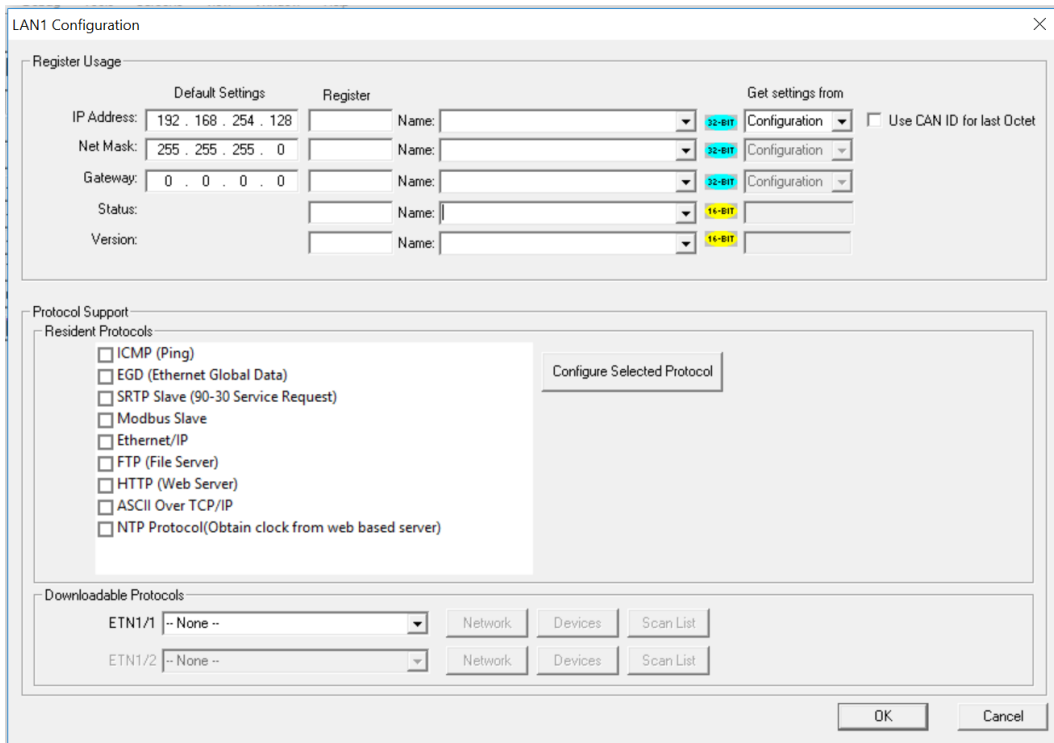 LAN1 Configuration
Register Usage
Default Settings Register Get settings from
IP Address: 192 . 168 . 254 . 128 Name: 32-BIT Configuration Use CAN ID for last Octet
Net Mask: 255 . 255 . 255 . 0 Name: 32-BIT Configuration
Gateway: 0 . 0 . 0 . 0 Name: 32-BIT Configuration
Status: Name: 16-BIT
Version: Name: 16-BIT
Protocol Support
Resident Protocols
ICMP (Ping)
Configure Selected Protocol
EGD (Ethernet Global Data)
SRTP Slave (90-30 Service Request)
Modbus Slave
Ethernet/IP
FTP (File Server)
HTTP (Web Server)
ASCII Over TCP/IP
NTP Protocol(Obtain clock from web based server)
Downloadable Protocols
ETN1/1 -- None -- Network Devices Scan List
ETN1/2 -- None -- Network Devices Scan List
OK Cancel